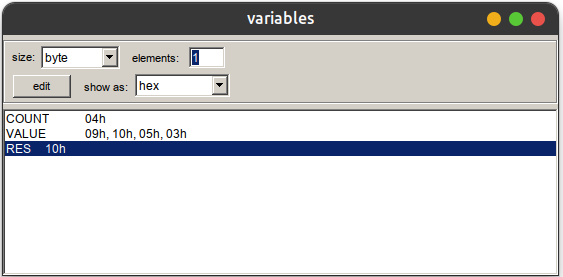 variables
size: byte elements: 1
edit show as: hex
COUNT 04h
VALUE 09h, 10h, 05h, 03h
RES 10h